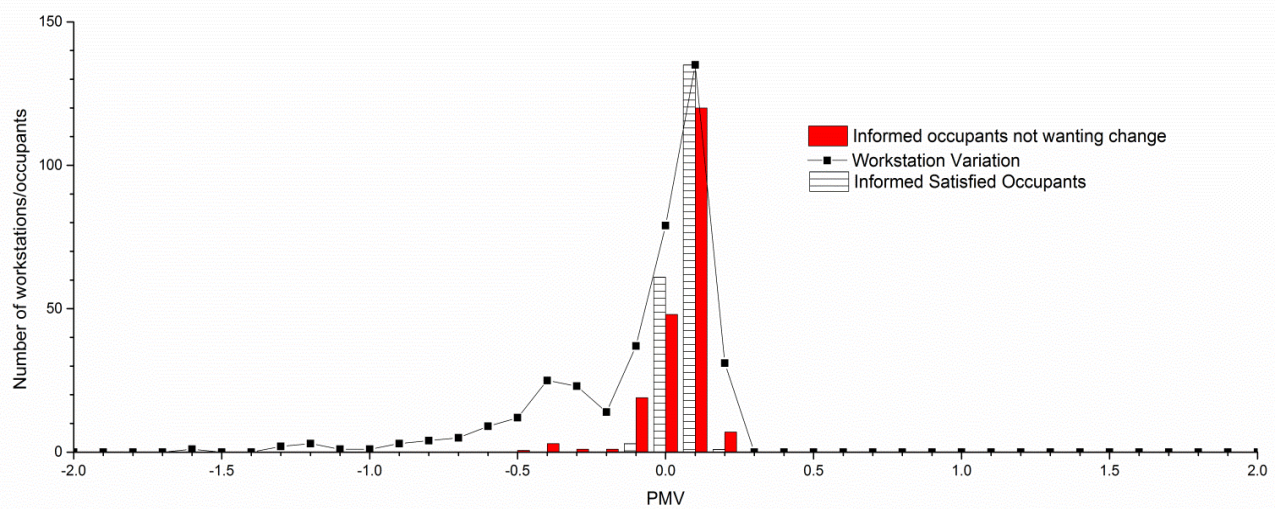 150
100
50
0
Number of workstations/occupants
Informed occupants not wanting change
Workstation Variation
Informed Satisfied Occupants
-2.0 -1.5 -1.0 -0.5 0.0 0.5 1.0 1.5 2.0
PMV